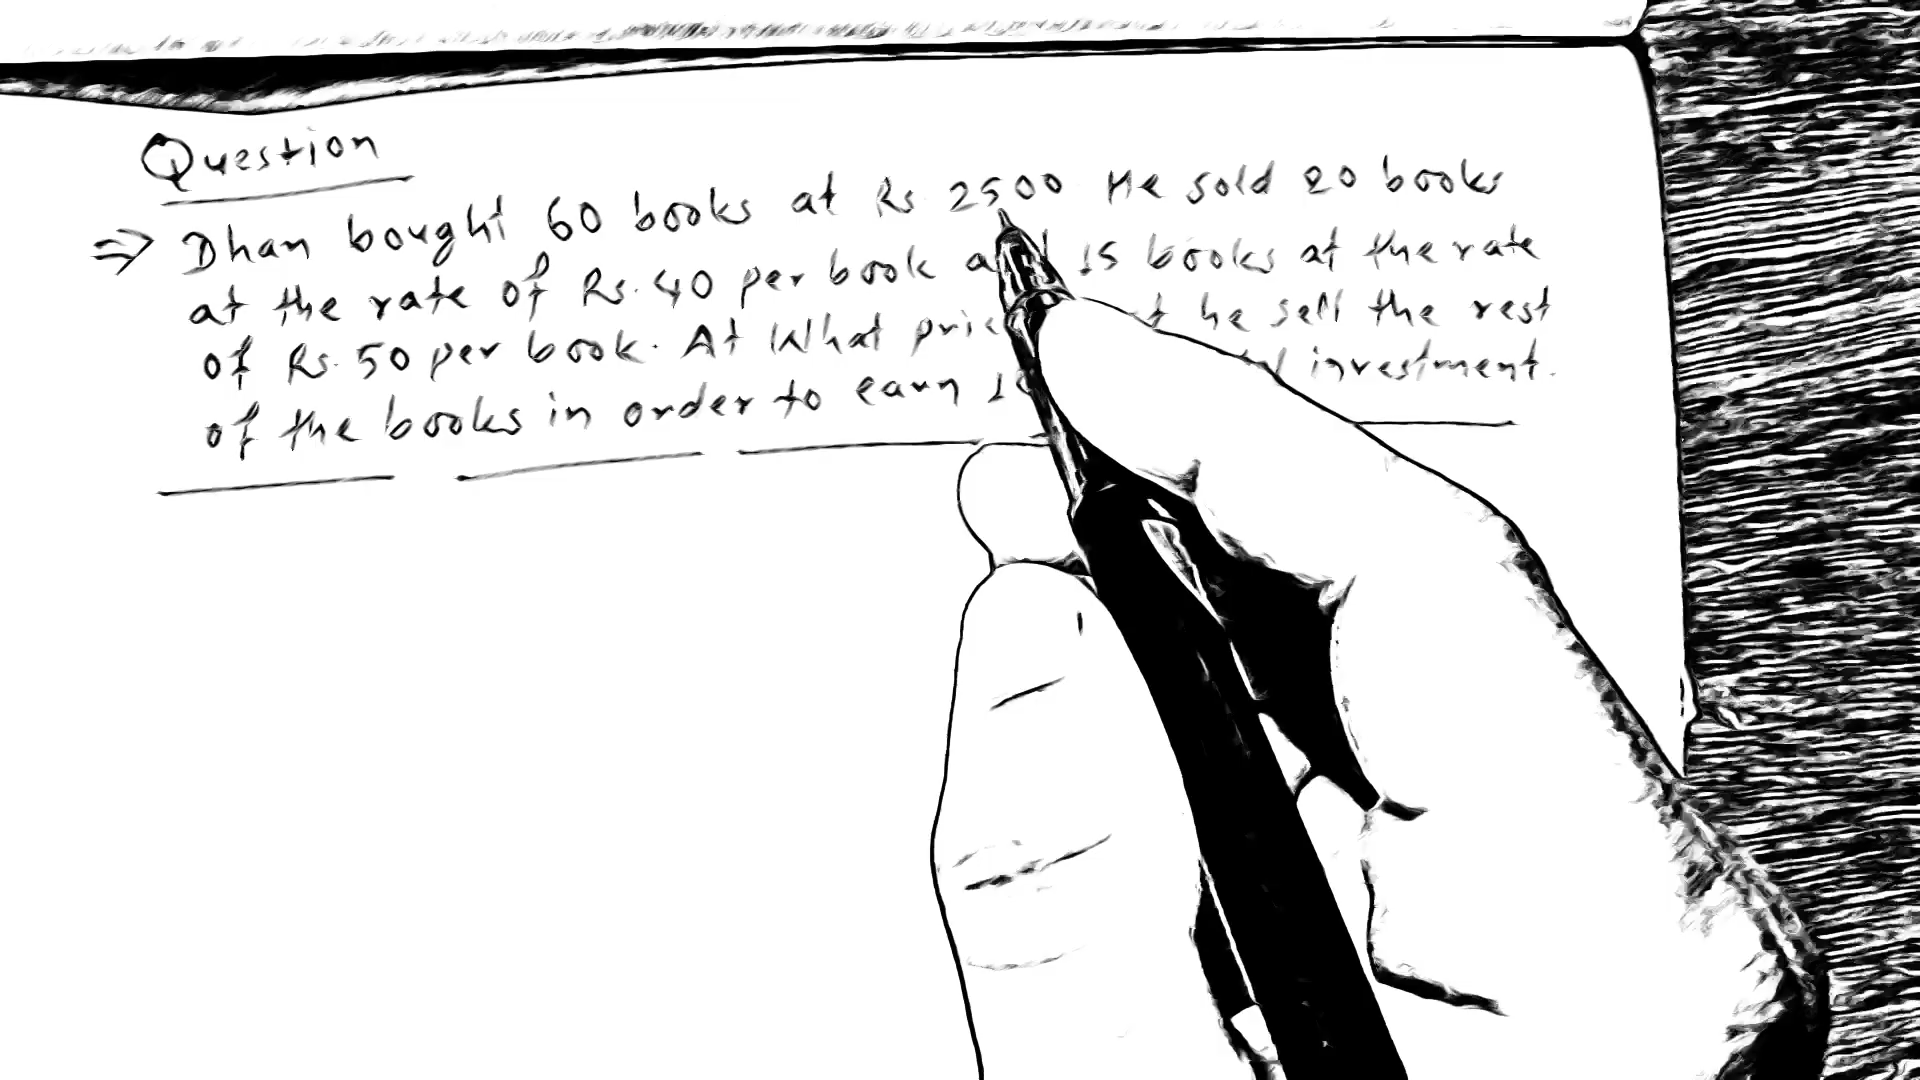 Question
⇒ Dhan bought 60 books at Rs. 2500 He sold 20 books
at the rate of Rs. 40 per book 15 books at the rate
of Rs. 50 per book. At What he sell the rest
of the books in order to earn investment.